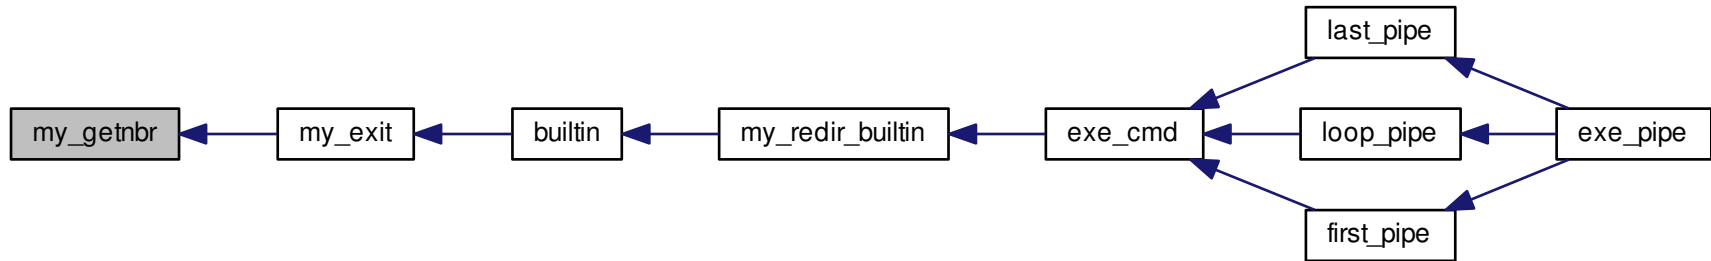 last_pipe
my_getnbr
my_exit
builtin
my_redir_builtin
exe_cmd
loop_pipe
exe_pipe
first_pipe